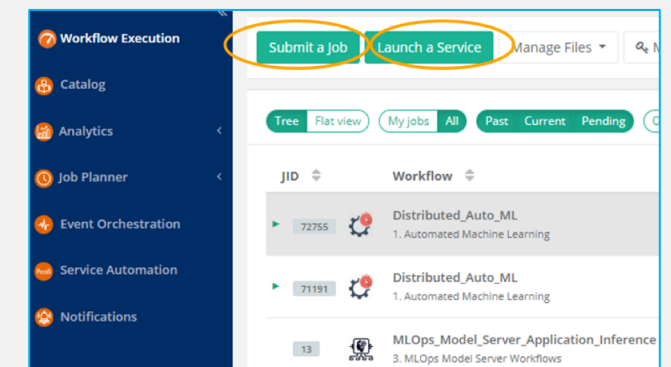 Workflow Execution
Catalog
Analytics
Job Planner
Event Orchestration
PaaS Service Automation
Notifications
Submit a Job Launch a Service Manage Files
Tree Flat view My jobs All Past Current Pending
JID Workflow
72755 Distributed_Auto_ML
1. Automated Machine Learning
71191 Distributed_Auto_ML
1. Automated Machine Learning
13 MLOps_Model_Server_Application_Inference
3. MLOps Model Server Workflows